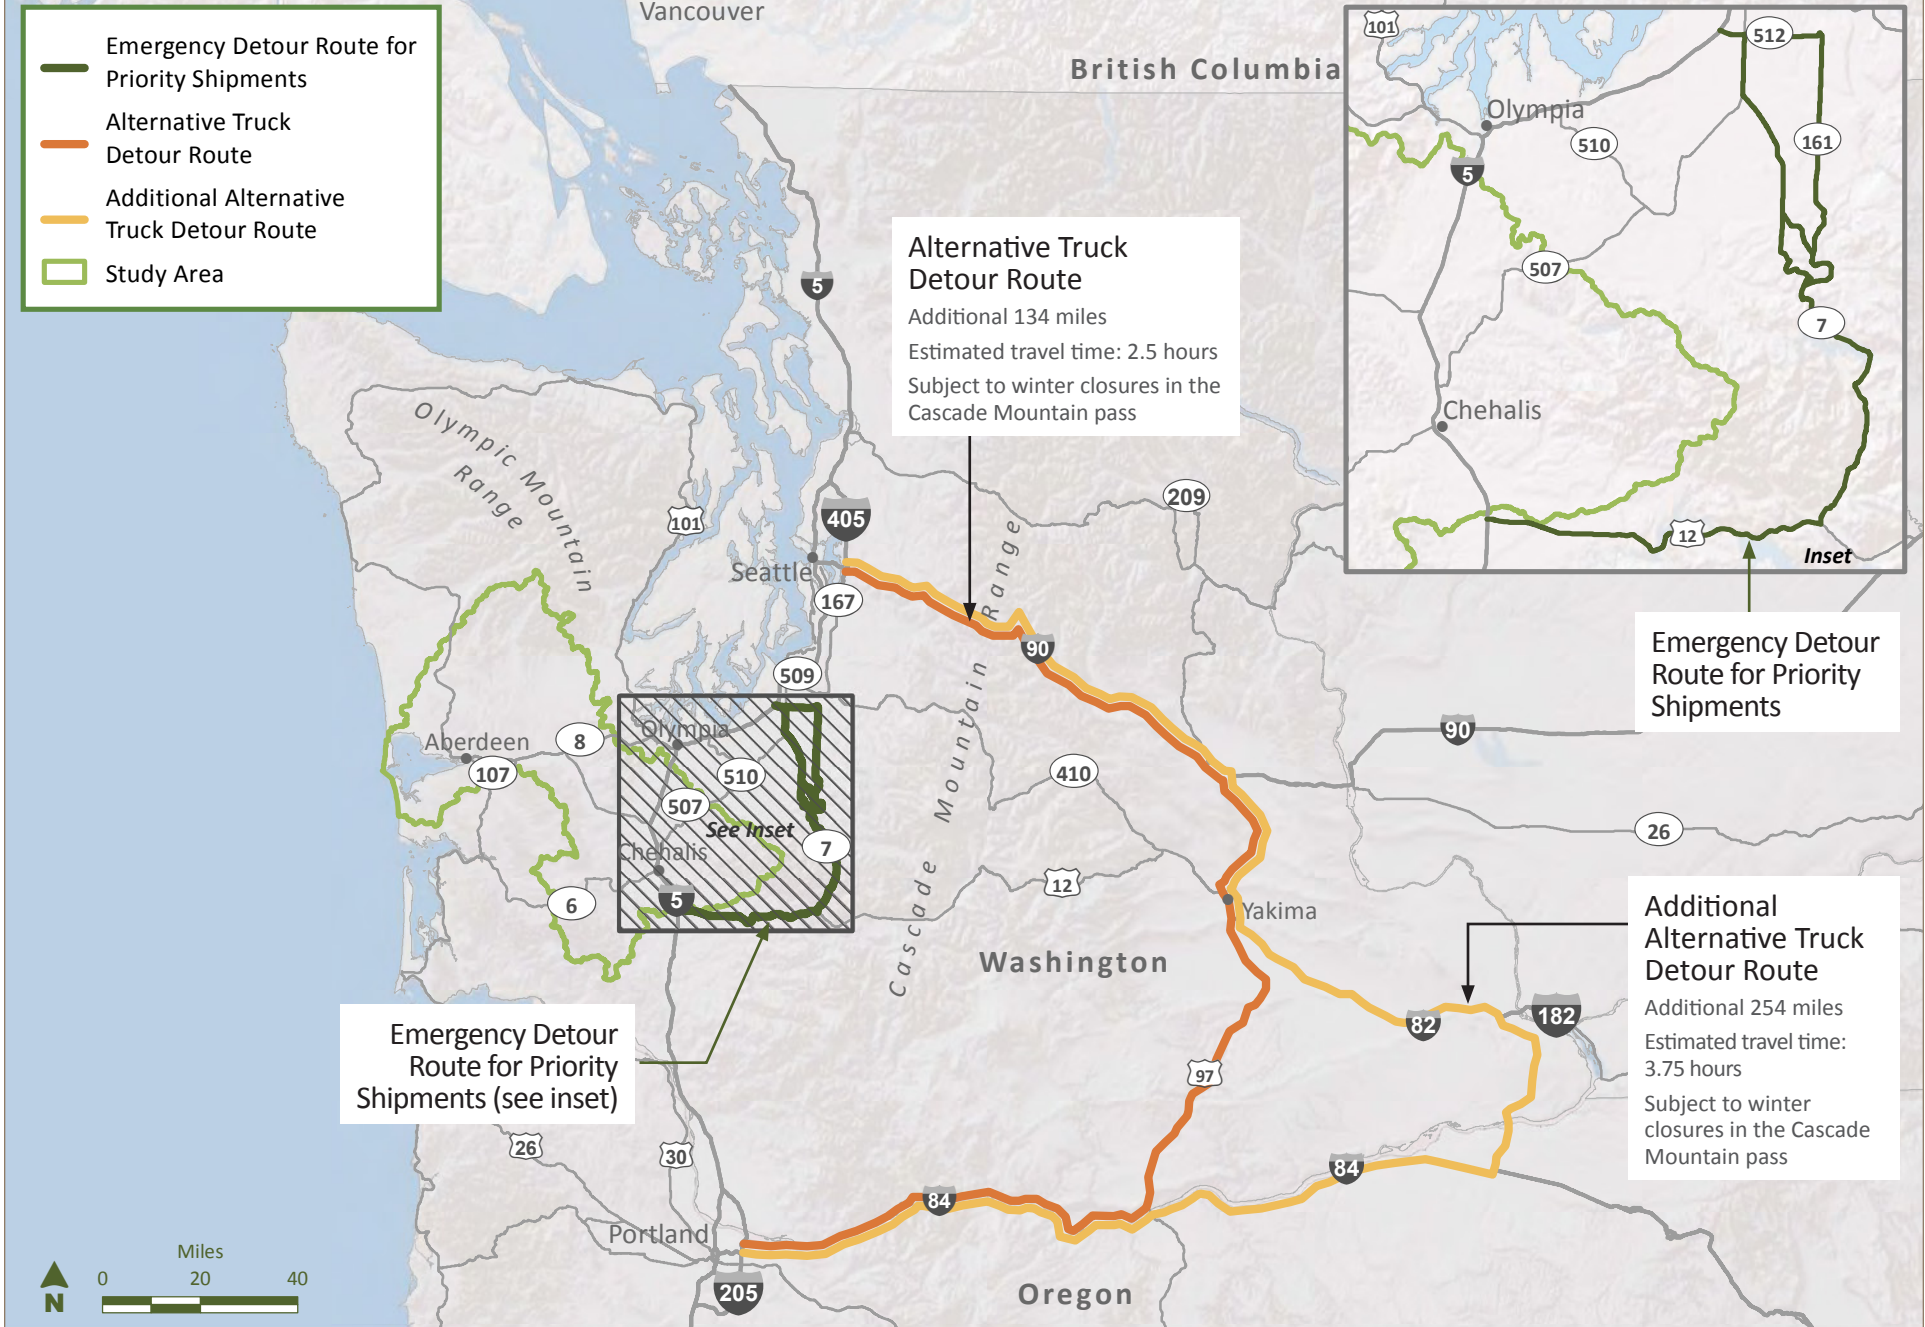 Emergency Detour Route for
Priority Shipments
Alternative Truck
Detour Route
Additional Alternative
Truck Detour Route
Study Area
Vancouver
British Columbia
101
512
Olympia
510
161
5
507
7
Chehalis
12
Inset
Alternative Truck
Detour Route
Additional 134 miles
Estimated travel time: 2.5 hours
Subject to winter closures in the
Cascade Mountain pass
5
Olympic Mountain
Range
101
405
209
Seattle
167
Cascade Mountain Range
90
Emergency Detour
Route for Priority
Shipments
509
90
Aberdeen
8
107
Olympia
510
507
See Inset
7
Chehalis
5
6
410
26
12
Yakima
Washington
Additional
Alternative Truck
Detour Route
Additional 254 miles
Estimated travel time:
3.75 hours
Subject to winter
closures in the Cascade
Mountain pass
82
182
Emergency Detour
Route for Priority
Shipments (see inset)
97
26
30
84
84
Portland
205
Oregon
Miles
0 20 40
N